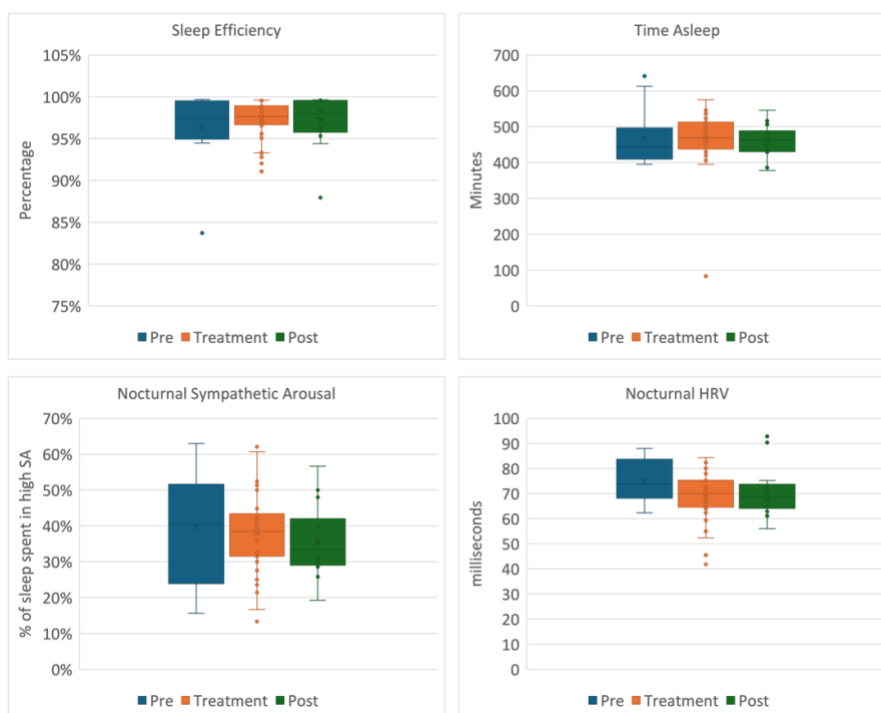 Sleep Efficiency
105%
100%
95%
90%
85%
80%
75%
Percentage
Pre Treatment Post
Time Asleep
700
600
500
400
300
200
100
0
Minutes
Pre Treatment Post
Nocturnal Sympathetic Arousal
70%
60%
50%
40%
30%
20%
10%
0%
% of sleep spent in high SA
Pre Treatment Post
Nocturnal HRV
100
90
80
70
60
50
40
30
20
10
0
milliseconds
Pre Treatment Post